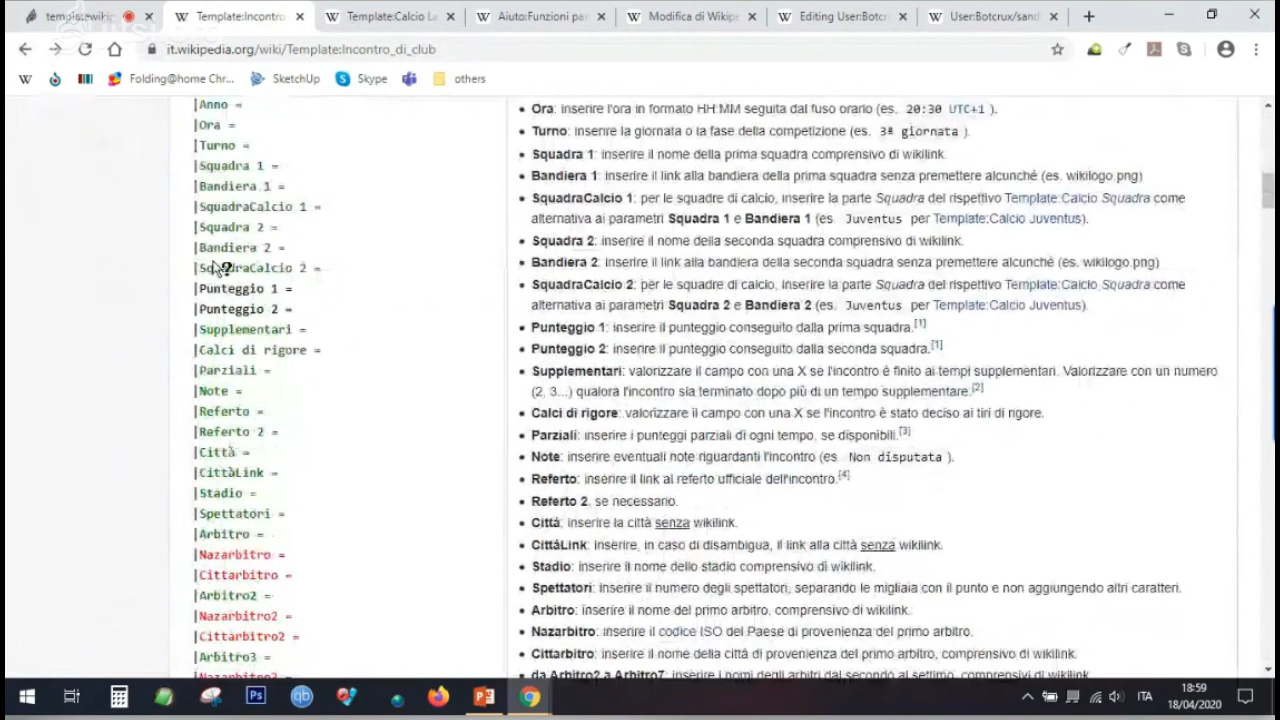 templatewikip
Template:Incontro
Template:Calcio La
Aiuto:Funzioni par
Modifica di Wikipe
Editing User:Botcru
User:Botcrux/sand
it.wikipedia.org/wiki/Template:Incontro_di_club
Folding@home Chr...
SketchUp
Skype
others
|Anno =
|Ora =
|Turno =
|Squadra 1 =
|Bandiera 1 =
|SquadraCalcio 1 =
|Squadra 2 =
|Bandiera 2 =
|SquadraCalcio 2 =
|Punteggio 1 =
|Punteggio 2 =
|Supplementari =
|Calci di rigore =
|Parziali =
|Note =
|Referto =
|Referto 2 =
|Città =
|CittàLink =
|Stadio =
|Spettatori =
|Arbitro =
|Nazarbitro =
|Cittarbitro =
|Arbitro2 =
|Nazarbitro2 =
|Cittarbitro2 =
|Arbitro3 =
|Nazarbitro3 =
• Ora: inserire l'ora in formato HH:MM seguita dal fuso orario (es. 20:30 UTC+1 ).
• Turno: inserire la giornata o la fase della competizione (es. 3ª giornata ).
• Squadra 1: inserire il nome della prima squadra comprensivo di wikilink.
• Bandiera 1: inserire il link alla bandiera della prima squadra senza premettere alcunché (es. wikilogo.png)
• SquadraCalcio 1: per le squadre di calcio, inserire la parte Squadra del rispettivo Template:Calcio Squadra come
alternativa ai parametri Squadra 1 e Bandiera 1 (es. Juventus per Template:Calcio Juventus).
• Squadra 2: inserire il nome della seconda squadra comprensivo di wikilink.
• Bandiera 2: inserire il link alla bandiera della seconda squadra senza premettere alcunché (es. wikilogo.png)
• SquadraCalcio 2: per le squadre di calcio, inserire la parte Squadra del rispettivo Template:Calcio Squadra come
alternativa ai parametri Squadra 2 e Bandiera 2 (es. Juventus per Template:Calcio Juventus).
• Punteggio 1: inserire il punteggio conseguito dalla prima squadra.[1]
• Punteggio 2: inserire il punteggio conseguito dalla seconda squadra.[1]
• Supplementari: valorizzare il campo con una X se l'incontro è finito ai tempi supplementari. Valorizzare con un numero
(2, 3...) qualora l'incontro sia terminato dopo più di un tempo supplementare.[2]
• Calci di rigore: valorizzare il campo con una X se l'incontro è stato deciso ai tiri di rigore.
• Parziali: inserire i punteggi parziali di ogni tempo, se disponibili.[3]
• Note: inserire eventuali note riguardanti l'incontro (es. Non disputata ).
• Referto: inserire il link al referto ufficiale dell'incontro.[4]
• Referto 2, se necessario.
• Città: inserire la città senza wikilink.
• CittàLink: inserire, in caso di disambigua, il link alla città senza wikilink.
• Stadio: inserire il nome dello stadio comprensivo di wikilink.
• Spettatori: inserire il numero degli spettatori, separando le migliaia con il punto e non aggiungendo altri caratteri.
• Arbitro: inserire il nome del primo arbitro, comprensivo di wikilink.
• Nazarbitro: inserire il codice ISO del Paese di provenienza del primo arbitro.
• Cittarbitro: inserire il nome della città di provenienza del primo arbitro, comprensivo di wikilink.
• da Arbitro2 a Arbitro7: inserire i nomi degli arbitri dal secondo al settimo, comprensivi di wikilink.
ITA
18:59
18/04/2020